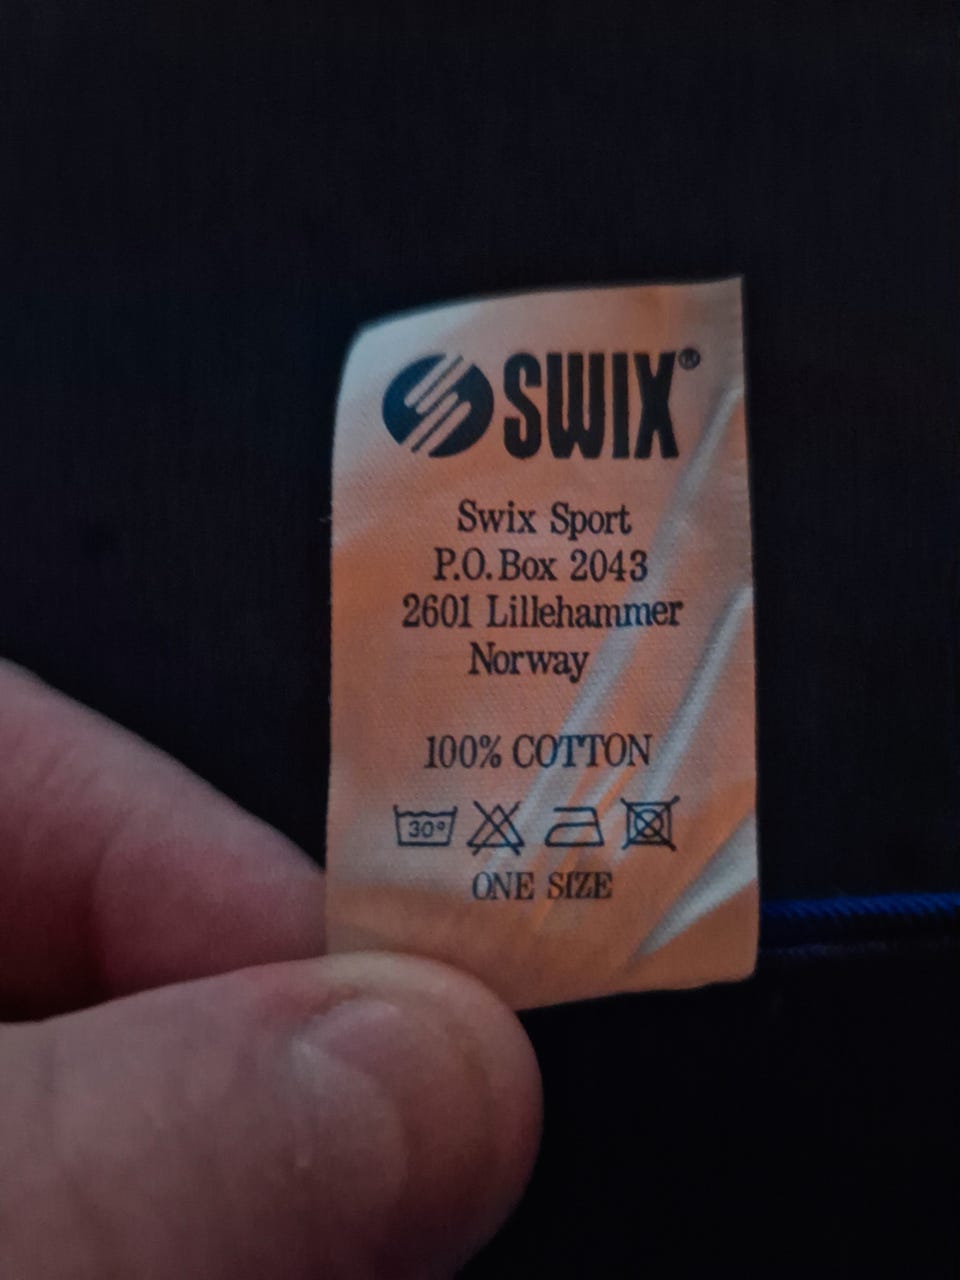 SWIX®
Swix Sport
P.O. Box 2043
2601 Lillehammer
Norway
100% COTTON
30°
ONE SIZE